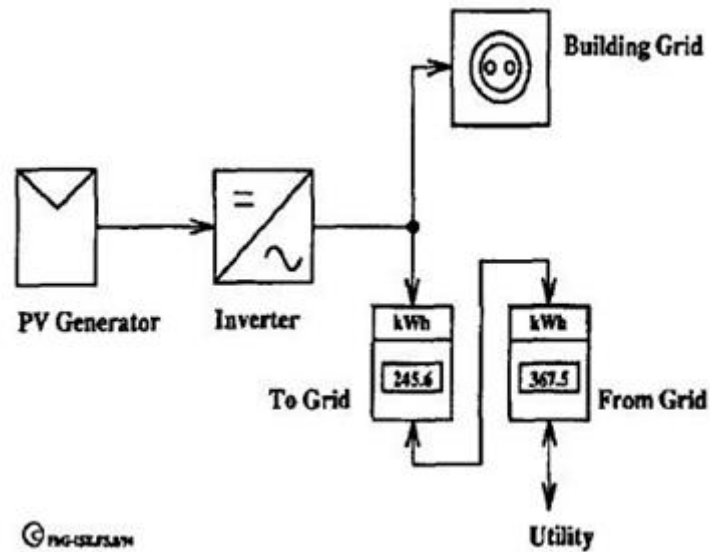 Building Grid
PV Generator
Inverter
kWh
kWh
245.6
367.5
To Grid
From Grid
Utility